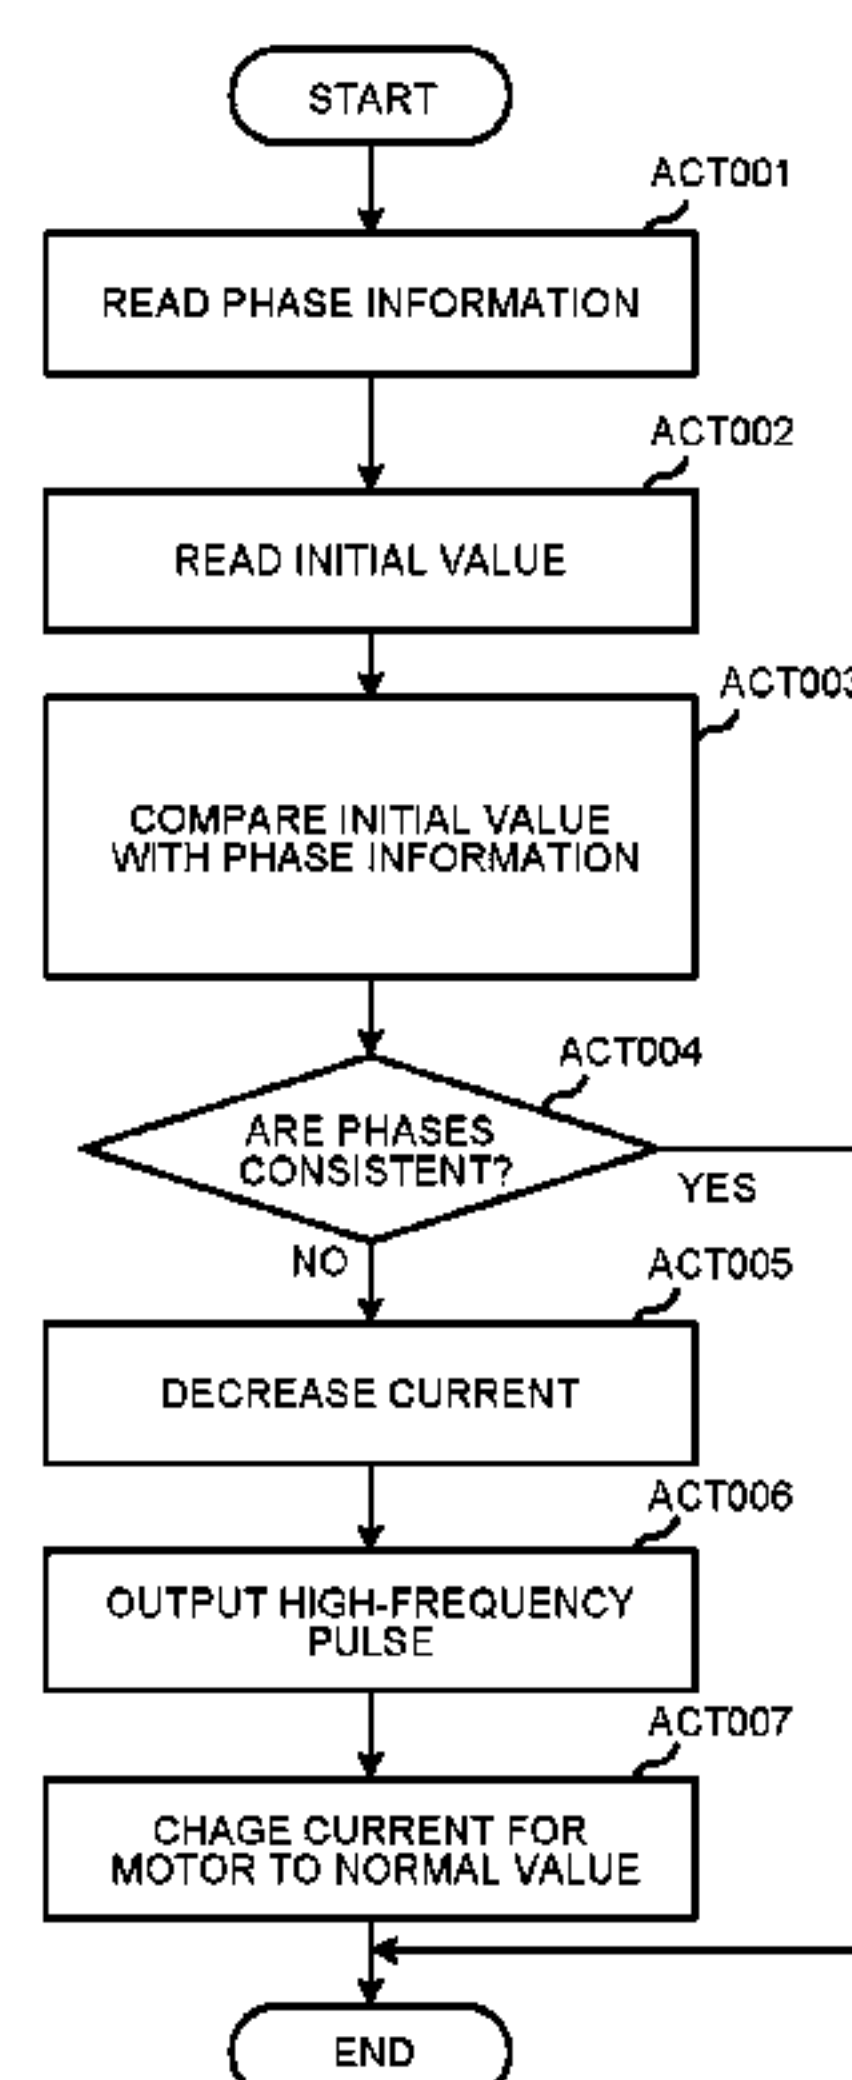 START
ACT001
READ PHASE INFORMATION
ACT002
READ INITIAL VALUE
ACT003
COMPARE INITIAL VALUE
WITH PHASE INFORMATION
ACT004
ARE PHASES
CONSISTENT?
YES
NO
ACT005
DECREASE CURRENT
ACT006
OUTPUT HIGH-FREQUENCY
PULSE
ACT007
CHAGE CURRENT FOR
MOTOR TO NORMAL VALUE
END